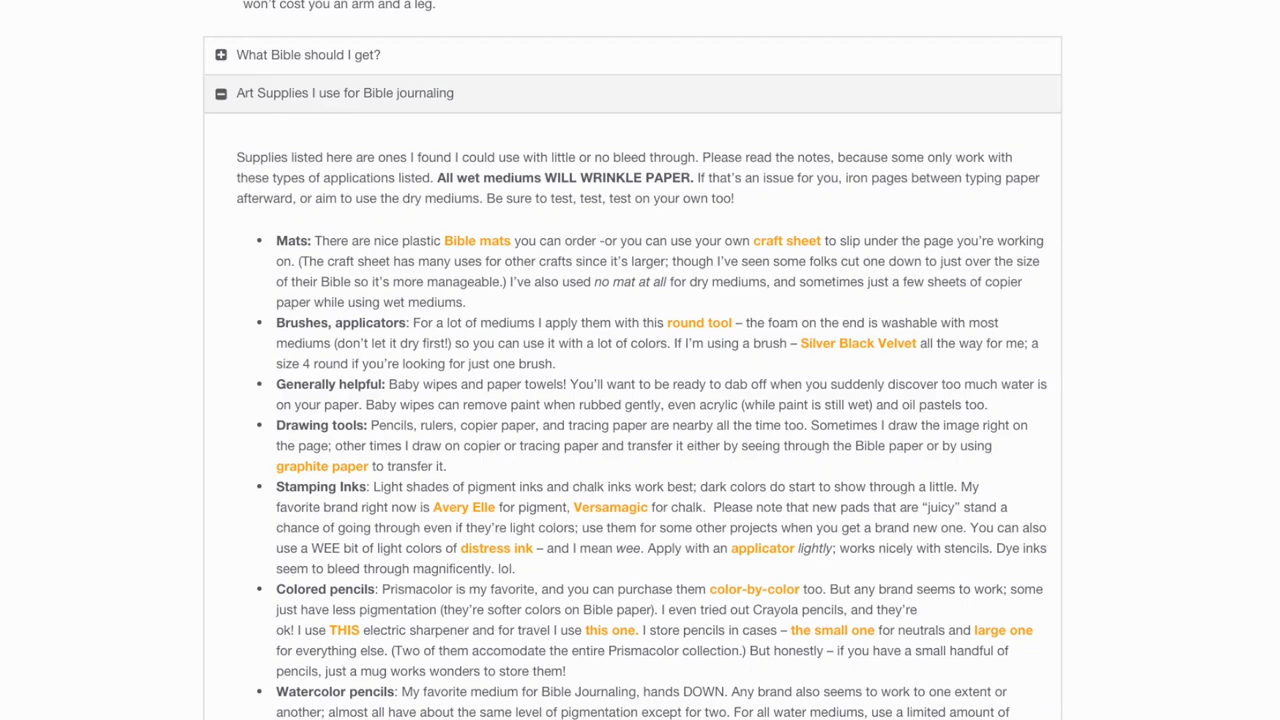 won't cost you an arm and a leg.
What Bible should I get?
Art Supplies I use for Bible journaling
Supplies listed here are ones I found I could use with little or no bleed through. Please read the notes, because some only work with
these types of applications listed. All wet mediums WILL WRINKLE PAPER. If that's an issue for you, iron pages between typing paper
afterward, or aim to use the dry mediums. Be sure to test, test, test on your own too!
• Mats: There are nice plastic Bible mats you can order -or you can use your own craft sheet to slip under the page you're working
on. (The craft sheet has many uses for other crafts since it's larger; though I've seen some folks cut one down to just over the size
of their Bible so it's more manageable.) I've also used no mat at all for dry mediums, and sometimes just a few sheets of copier
paper while using wet mediums.
• Brushes, applicators: For a lot of mediums I apply them with this round tool – the foam on the end is washable with most
mediums (don't let it dry first!) so you can use it with a lot of colors. If I'm using a brush – Silver Black Velvet all the way for me; a
size 4 round if you're looking for just one brush.
• Generally helpful: Baby wipes and paper towels! You'll want to be ready to dab off when you suddenly discover too much water is
on your paper. Baby wipes can remove paint when rubbed gently, even acrylic (while paint is still wet) and oil pastels too.
• Drawing tools: Pencils, rulers, copier paper, and tracing paper are nearby all the time too. Sometimes I draw the image right on
the page; other times I draw on copier or tracing paper and transfer it either by seeing through the Bible paper or by using
graphite paper to transfer it.
• Stamping Inks: Light shades of pigment inks and chalk inks work best; dark colors do start to show through a little. My
favorite brand right now is Avery Elle for pigment, Versamagic for chalk.  Please note that new pads that are “juicy” stand a
chance of going through even if they're light colors; use them for some other projects when you get a brand new one. You can also
use a WEE bit of light colors of distress ink – and I mean wee. Apply with an applicator lightly; works nicely with stencils. Dye inks
seem to bleed through magnificently. lol.
• Colored pencils: Prismacolor is my favorite, and you can purchase them color-by-color too. But any brand seems to work; some
just have less pigmentation (they're softer colors on Bible paper). I even tried out Crayola pencils, and they're
ok! I use THIS electric sharpener and for travel I use this one. I store pencils in cases – the small one for neutrals and large one
for everything else. (Two of them accomodate the entire Prismacolor collection.) But honestly – if you have a small handful of
pencils, just a mug works wonders to store them!
• Watercolor pencils: My favorite medium for Bible Journaling, hands DOWN. Any brand also seems to work to one extent or
another; almost all have about the same level of pigmentation except for two. For all water mediums, use a limited amount of